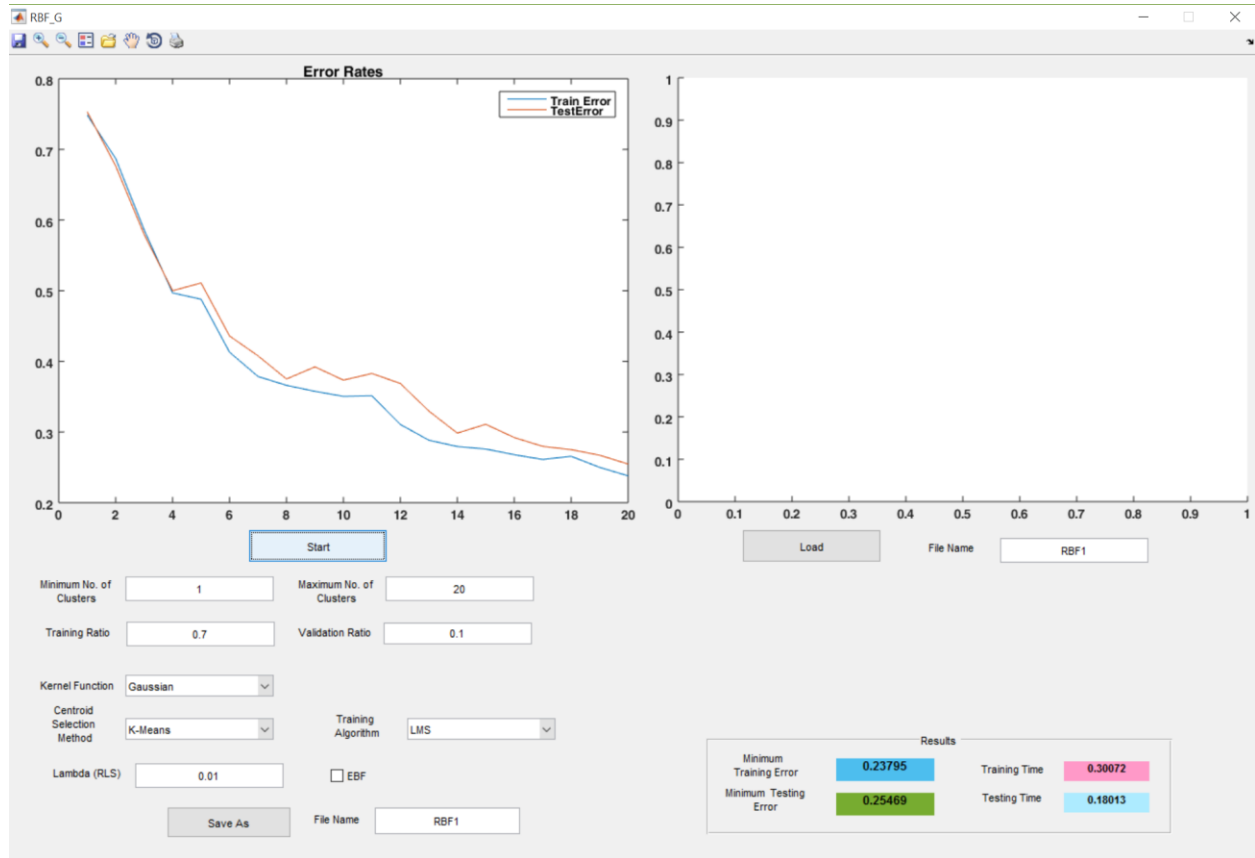 RBF_G
Error Rates
Train Error
TestError
0.8
0.7
0.6
0.5
0.4
0.3
0.2
0 2 4 6 8 10 12 14 16 18 20
1
0.9
0.8
0.7
0.6
0.5
0.4
0.3
0.2
0.1
0
0 0.1 0.2 0.3 0.4 0.5 0.6 0.7 0.8 0.9 1
Start
Load
File Name
RBF1
Minimum No. of
Clusters
1
Maximum No. of
Clusters
20
Training Ratio
0.7
Validation Ratio
0.1
Kernel Function
Gaussian
Centroid
Selection
Method
K-Means
Training
Algorithm
LMS
Lambda (RLS)
0.01
EBF
Save As
File Name
RBF1
Results
Minimum
Training Error
0.23795
Training Time
0.30072
Minimum Testing
Error
0.25469
Testing Time
0.18013